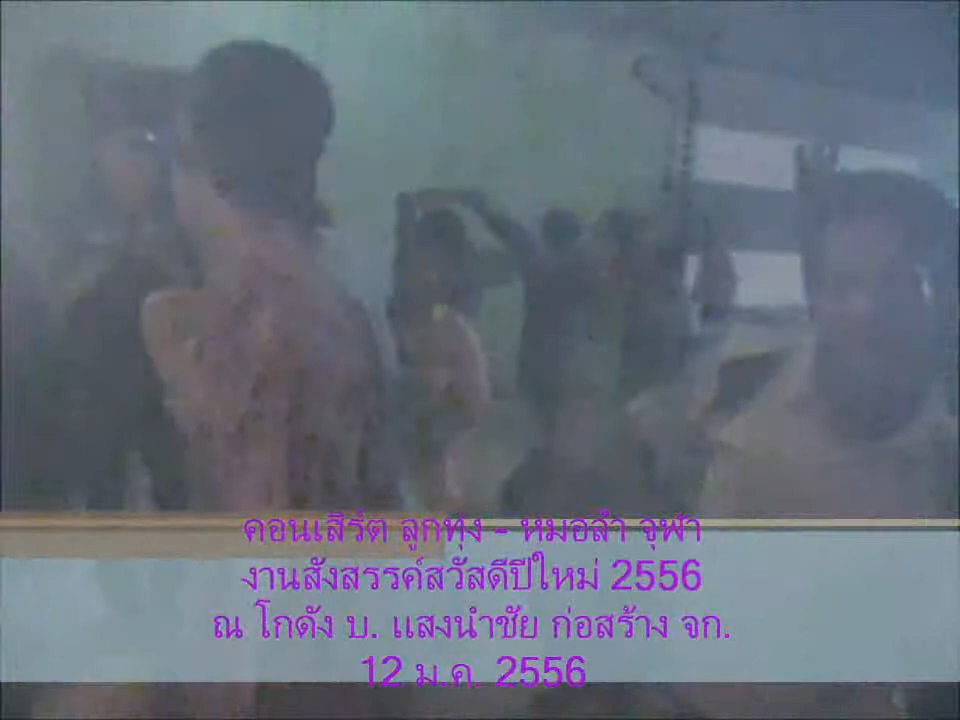 คอนเสิร์ต ลูกทุ่ง - หมอลำ จุฬา
งานสังสรรค์สวัสดีปีใหม่ 2556
ณ โกดัง บ. แสงนำชัย ก่อสร้าง จก.
12 ม.ค. 2556